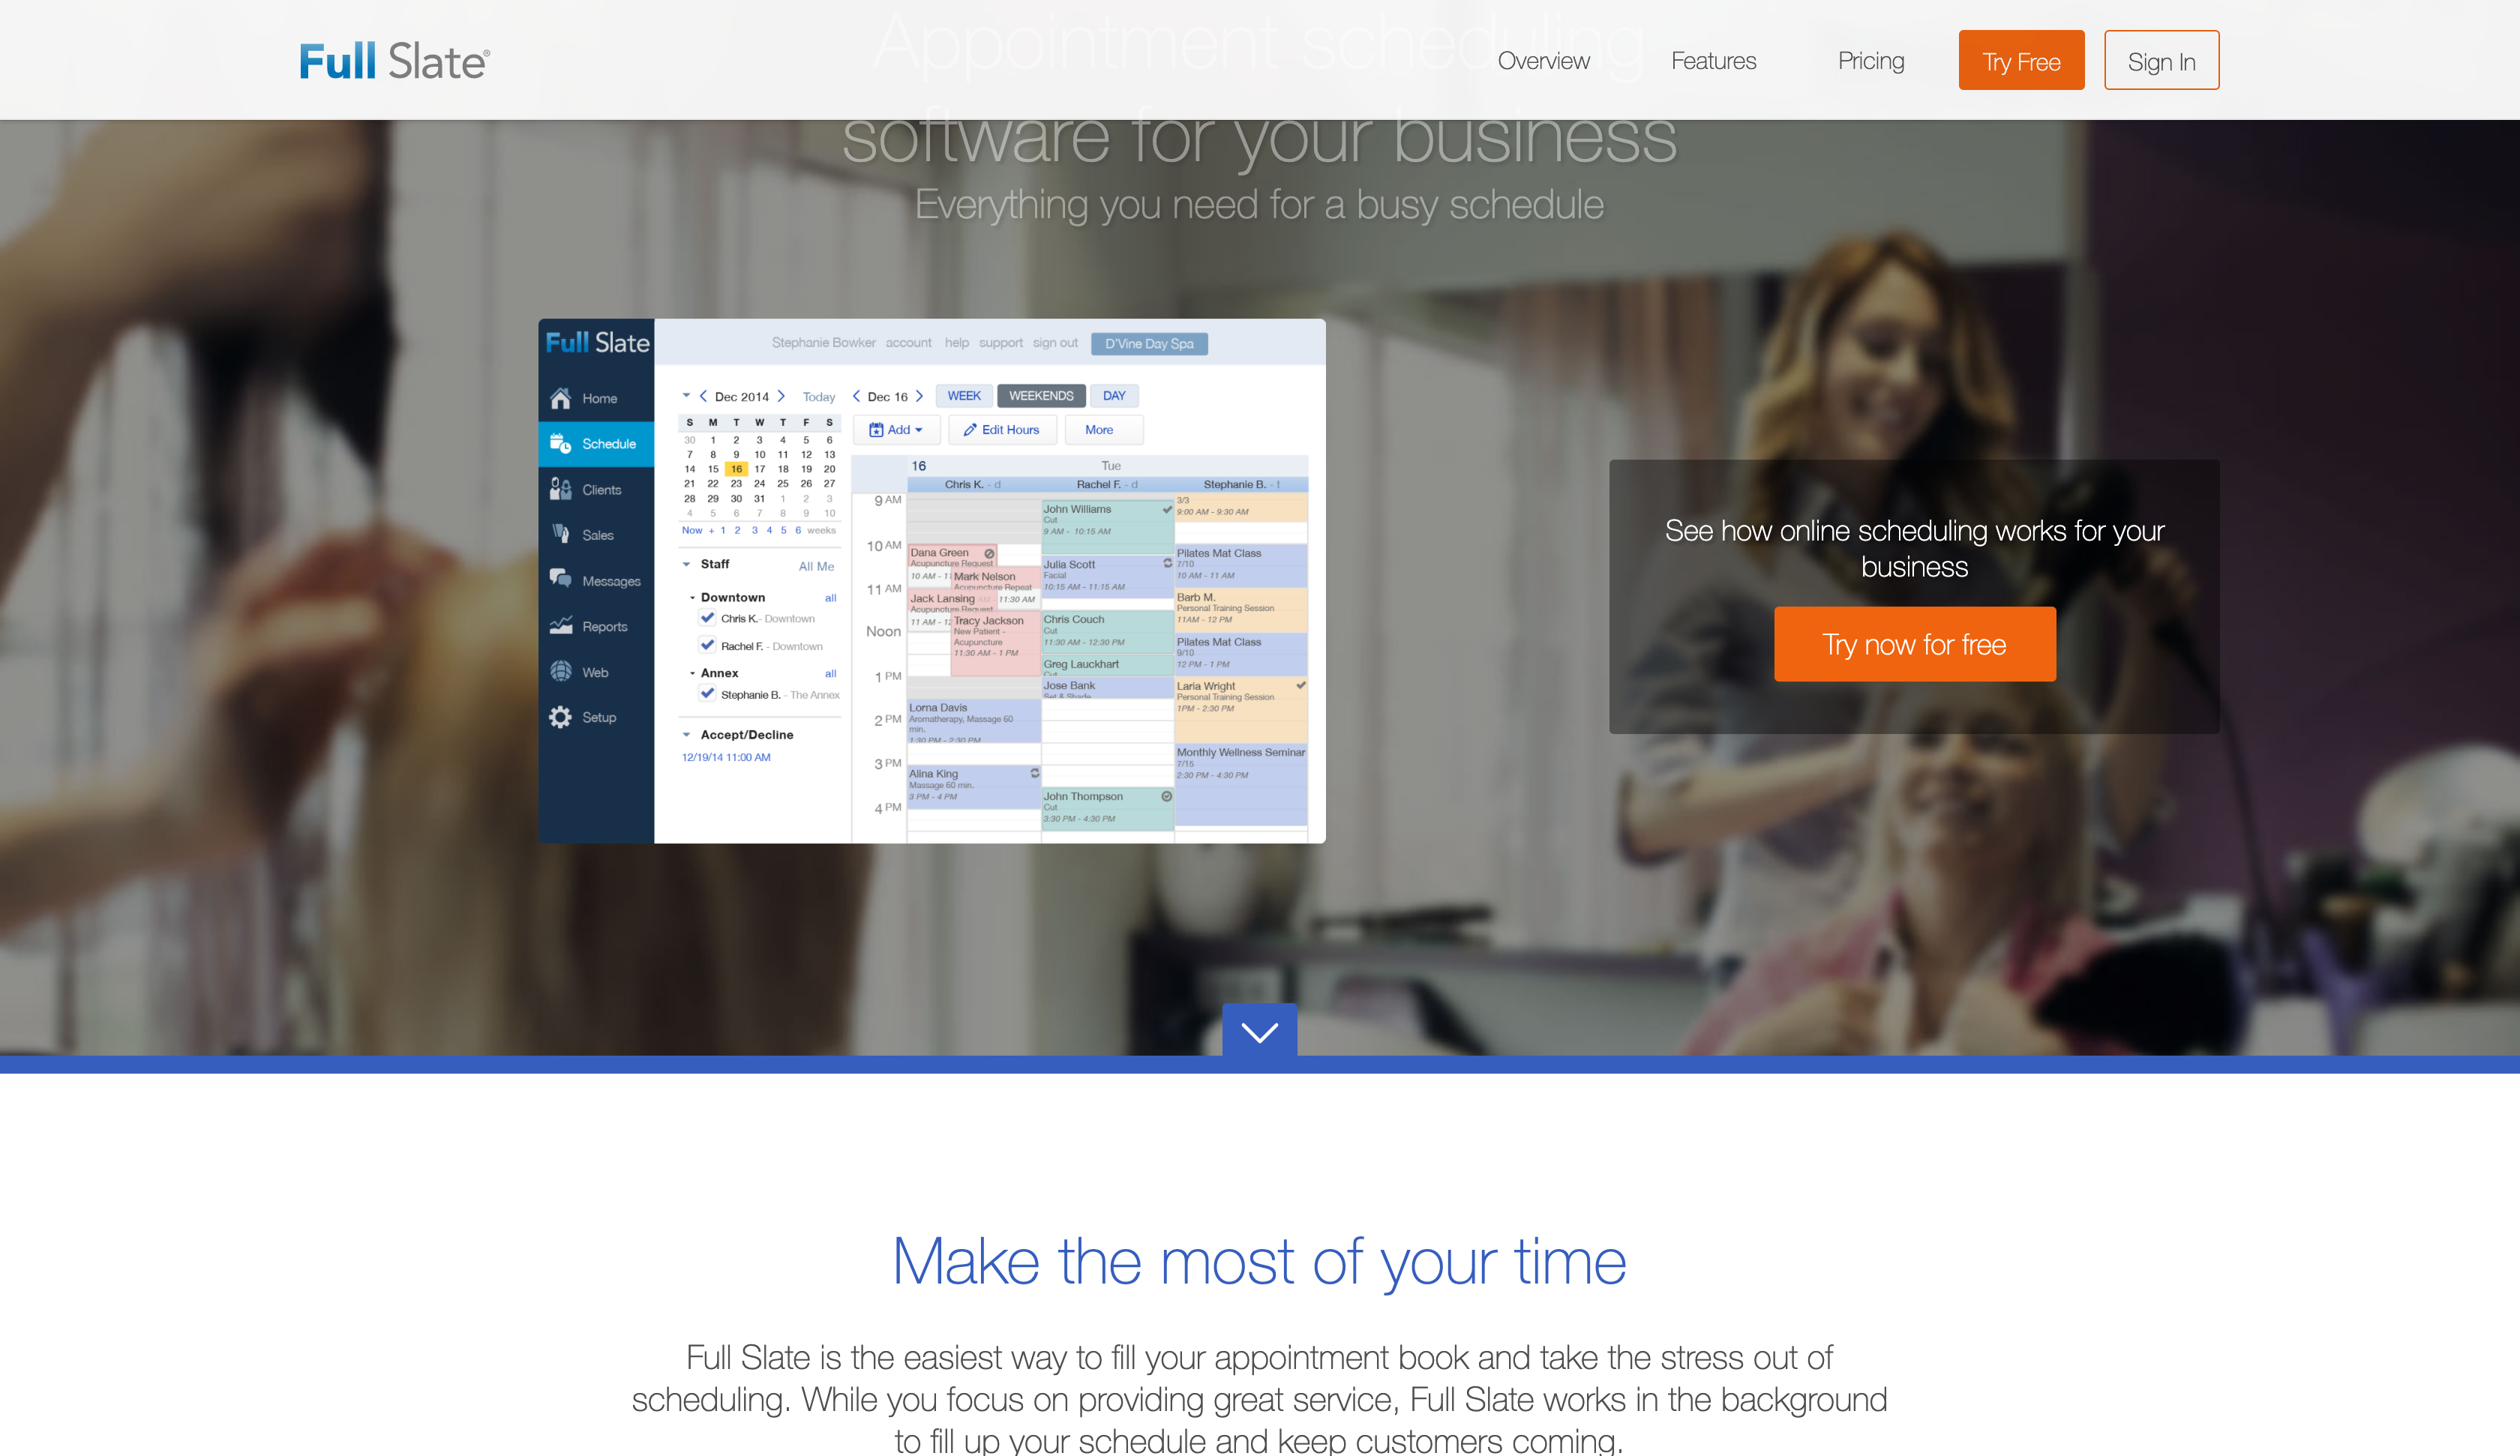 Full Slate®
Overview
Features
Pricing
Try Free
Sign In
Appointment scheduling
software for your business
Everything you need for a busy schedule
Full Slate
Stephanie Bowker account help support sign out D'Vine Day Spa
Home
Schedule
Clients
Sales
Messages
Reports
Web
Setup
Dec 2014 Today
S M T W T F S
30 1 2 3 4 5 6
7 8 9 10 11 12 13
14 15 16 17 18 19 20
21 22 23 24 25 26 27
28 29 30 31 1 2 3
4 5 6 7 8 9 10
Now + 1 2 3 4 5 6 weeks
Staff All Me
Downtown all
Chris K. - Downtown
Rachel F. - Downtown
Annex all
Stephanie B. - The Annex
Accept/Decline
12/19/14 11:00 AM
Dec 16 WEEK WEEKENDS DAY
Add Edit Hours More
16 Tue
Chris K. - d Rachel F. - d Stephanie B. - t
9 AM
10 AM
11 AM
Noon
1 PM
2 PM
3 PM
4 PM
Dana Green
Acupuncture Request
10 AM - 11
Mark Nelson
Acupuncture Repeat
11:30 AM
Jack Lansing
Acupuncture Request
11 AM - 12
Tracy Jackson
New Patient -
Acupuncture
11:30 AM - 1 PM
Lorna Davis
Aromatherapy, Massage 60
min.
1:30 PM - 2:30 PM
Alina King
Massage 60 min.
3 PM - 4 PM
John Williams
Cut
9 AM - 10:15 AM
Julia Scott
Facial
10:15 AM - 11:15 AM
Chris Couch
Cut
11:30 AM - 12:30 PM
Greg Lauckhart
Cut
Jose Bank
Set & Shade
John Thompson
Cut
3:30 PM - 4:30 PM
3/3
9:00 AM - 9:30 AM
Pilates Mat Class
7/10
10 AM - 11 AM
Barb M.
Personal Training Session
11AM - 12 PM
Pilates Mat Class
9/10
12 PM - 1 PM
Laria Wright
Personal Training Session
1PM - 2:30 PM
Monthly Wellness Seminar
7/15
2:30 PM - 4:30 PM
See how online scheduling works for your
business
Try now for free
Make the most of your time
Full Slate is the easiest way to fill your appointment book and take the stress out of
scheduling. While you focus on providing great service, Full Slate works in the background
to fill up your schedule and keep customers coming.